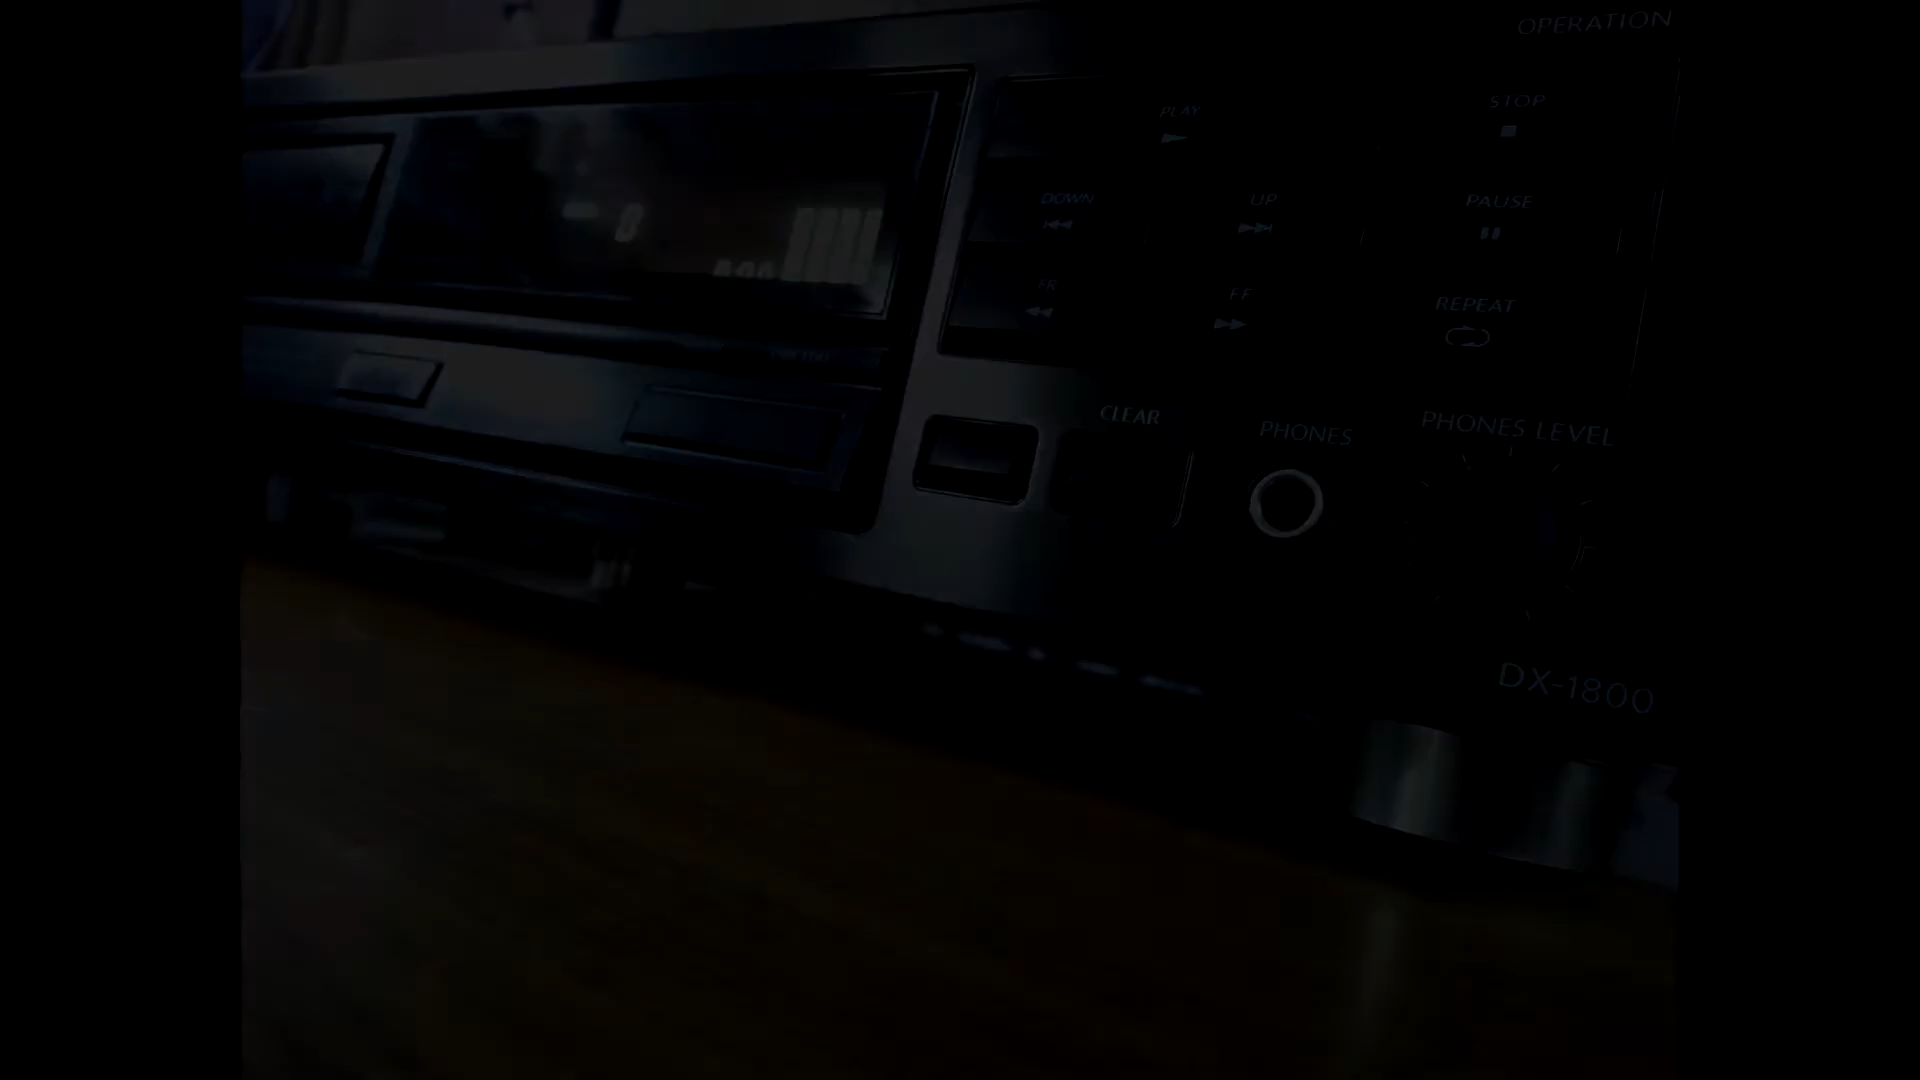 OPERATION
PLAY
STOP
DOWN
UP
PAUSE
FR
FF
REPEAT
CLEAR
PHONES
PHONES LEVEL
DX-1800